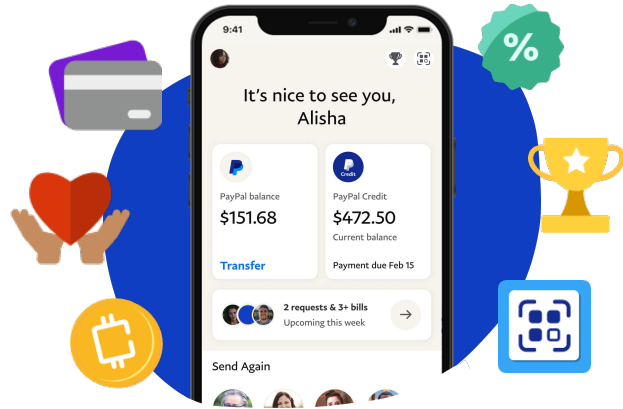 9:41
%
It's nice to see you,
Alisha
PayPal balance
$151.68
Transfer
Credit
PayPal Credit
$472.50
Current balance
Payment due Feb 15
2 requests & 3+ bills
Upcoming this week
Send Again